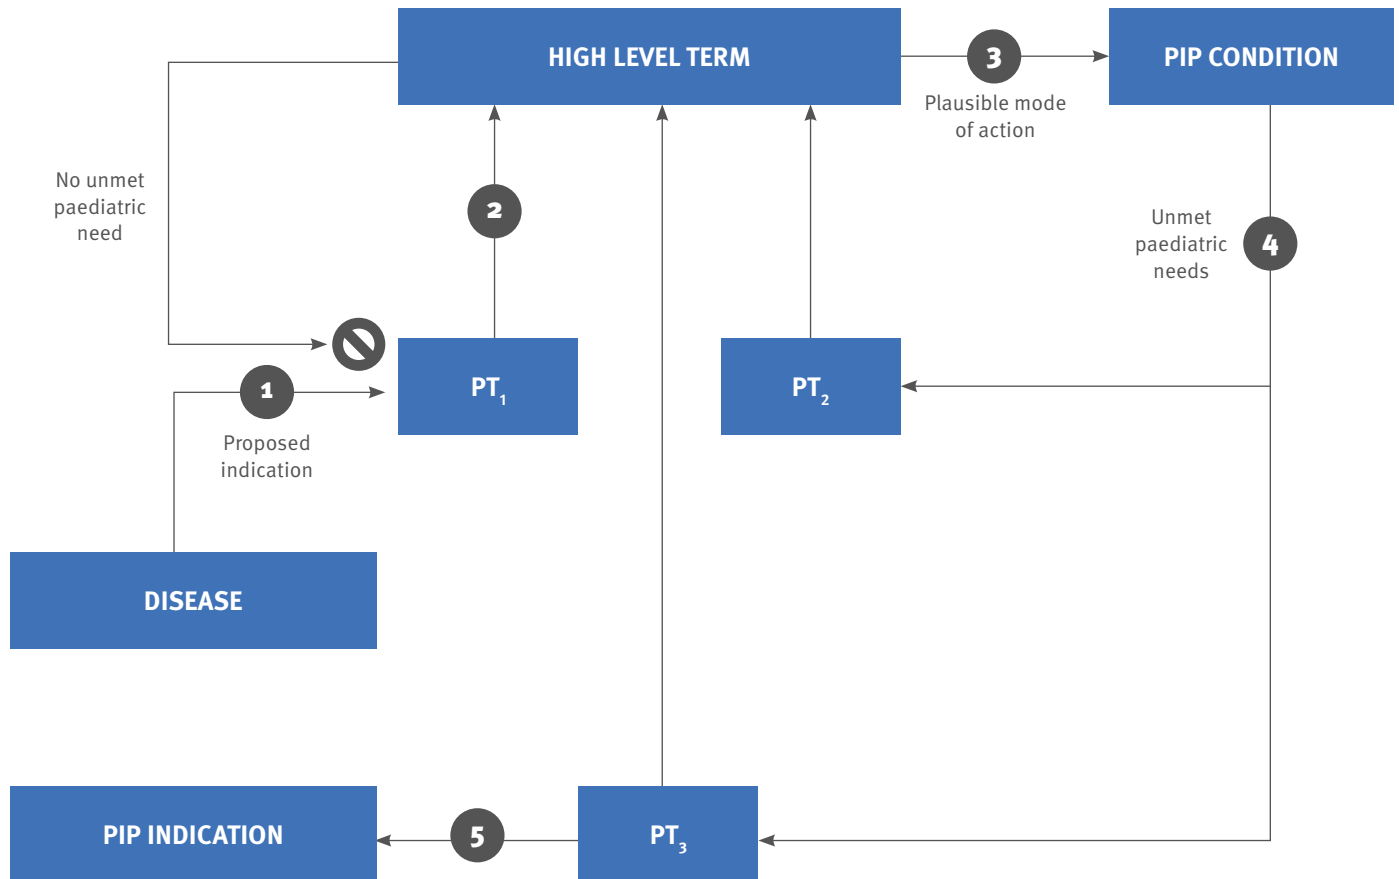 HIGH LEVEL TERM
3
PIP CONDITION
Plausible mode
of action
No unmet
paediatric
need
2
Unmet
paediatric
needs
4
1
PT₁
PT₂
Proposed
indication
DISEASE
PIP INDICATION
5
PT₃